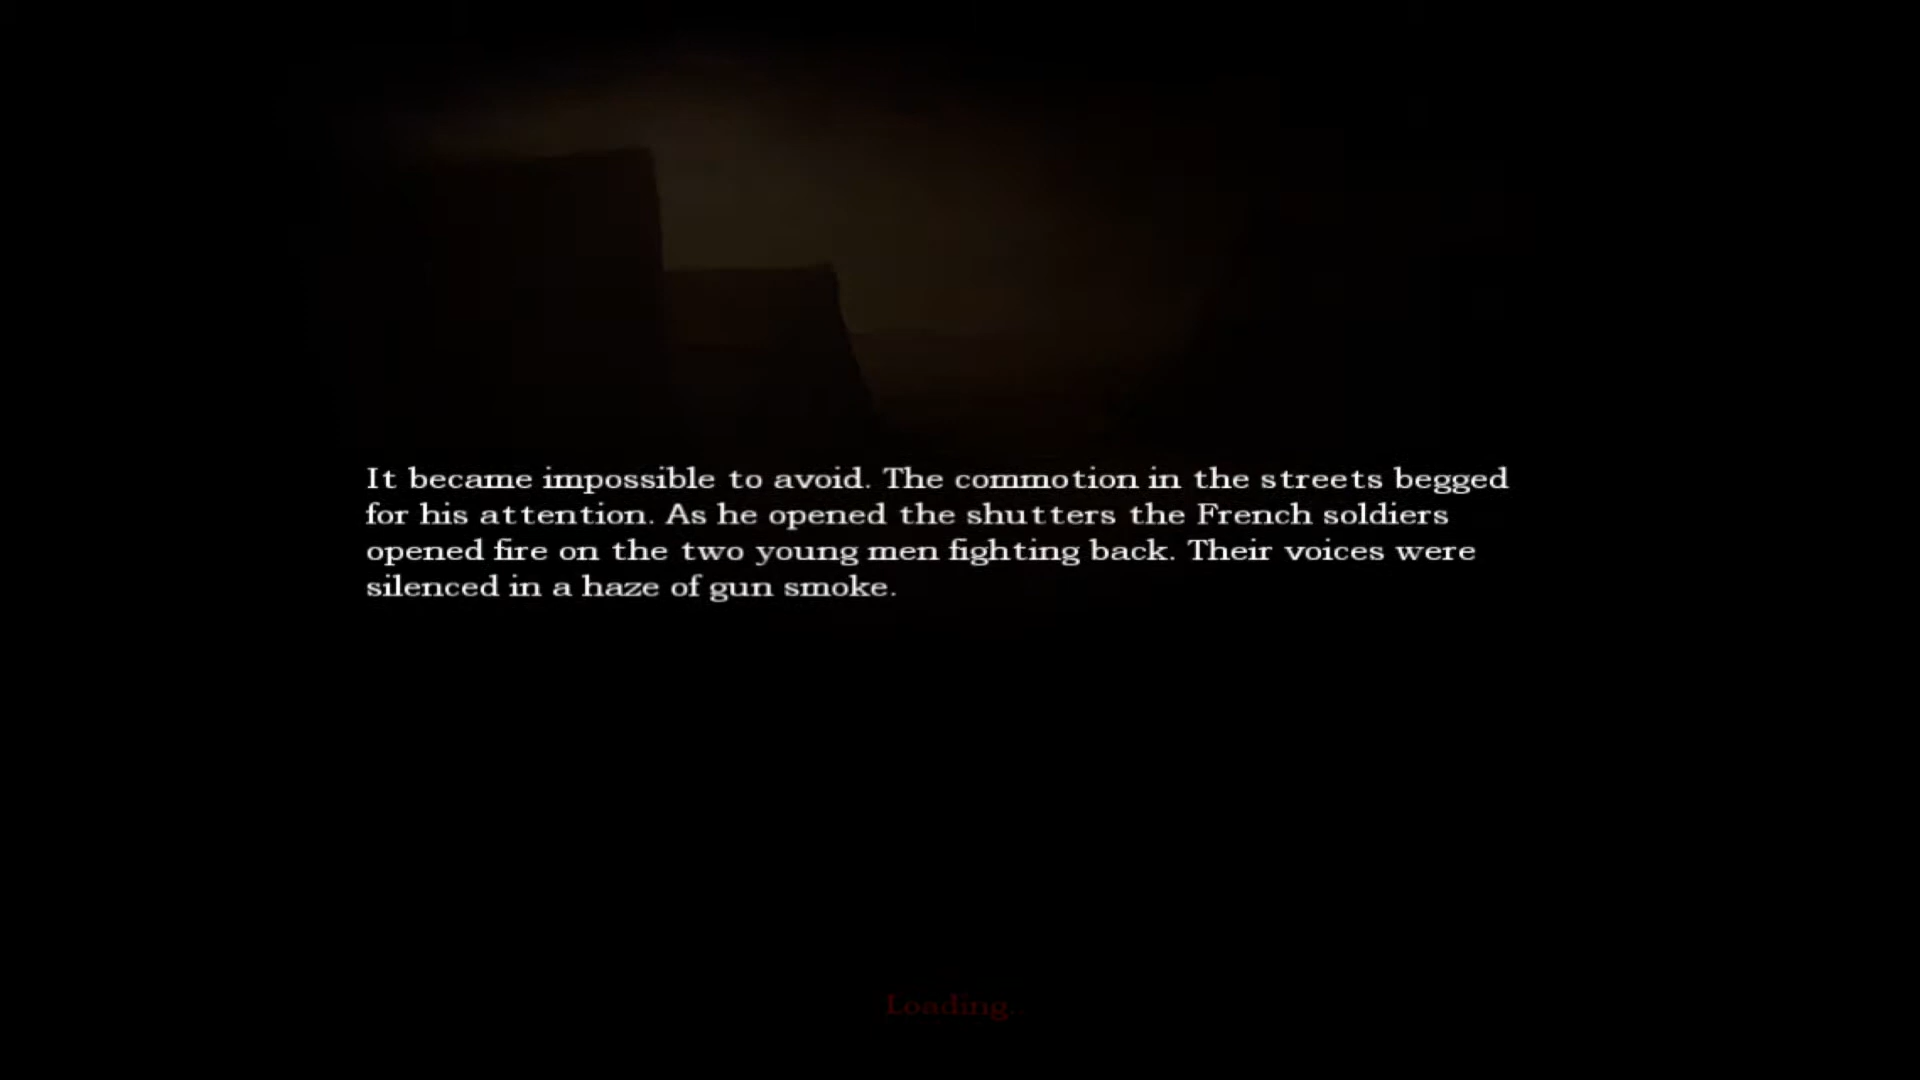 It became impossible to avoid. The commotion in the streets begged
for his attention. As he opened the shutters the French soldiers
opened fire on the two young men fighting back. Their voices were
silenced in a haze of gun smoke.
Loading.